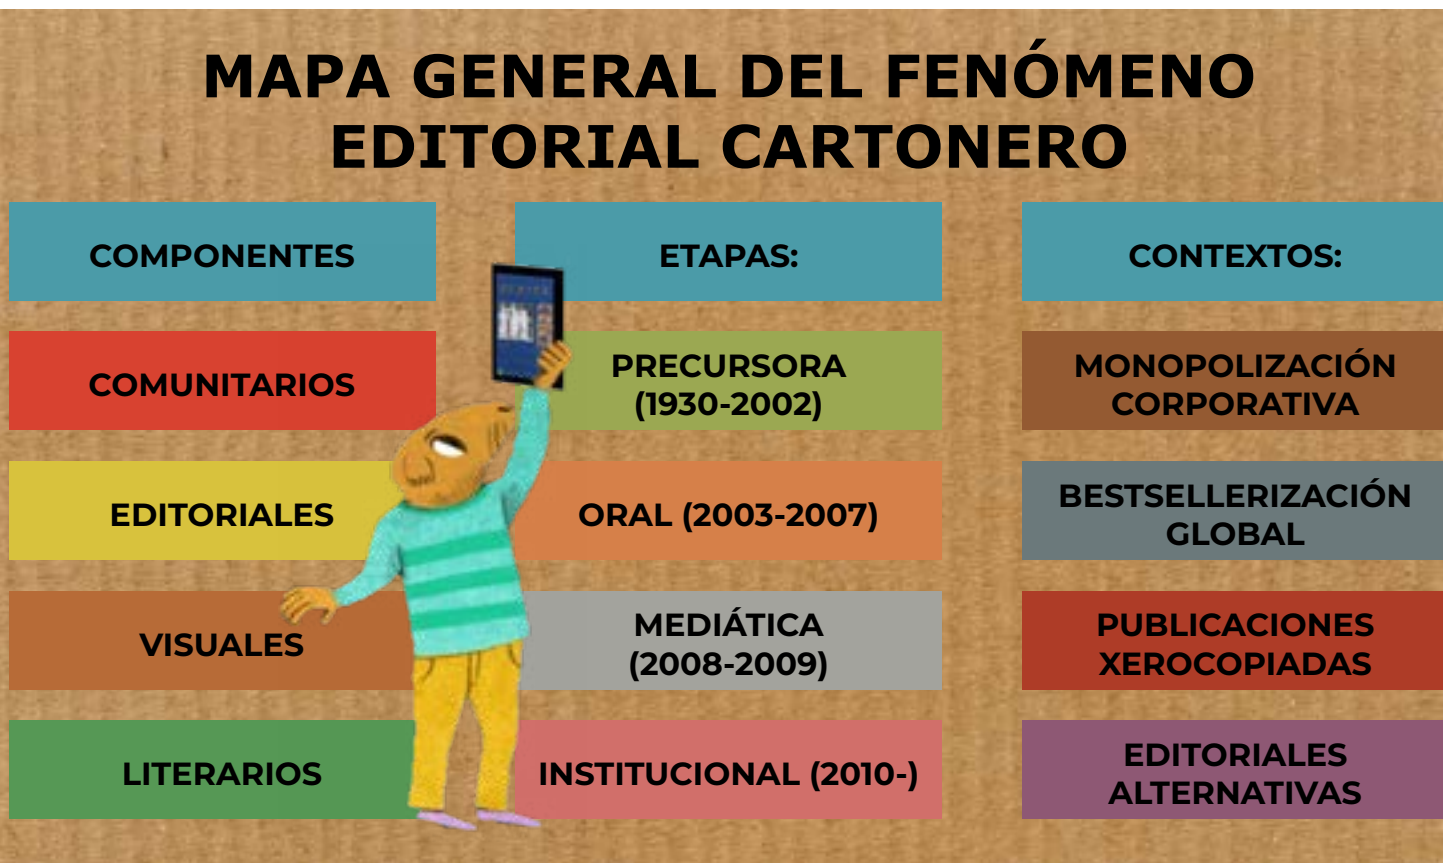 MAPA GENERAL DEL FENÓMENO
EDITORIAL CARTONERO
COMPONENTES
COMUNITARIOS
EDITORIALES
VISUALES
LITERARIOS
ETAPAS:
PRECURSORA
(1930-2002)
ORAL (2003-2007)
MEDIÁTICA
(2008-2009)
INSTITUCIONAL (2010-)
CONTEXTOS:
MONOPOLIZACIÓN
CORPORATIVA
BESTSELLERIZACIÓN
GLOBAL
PUBLICACIONES
XEROCOPIADAS
EDITORIALES
ALTERNATIVAS